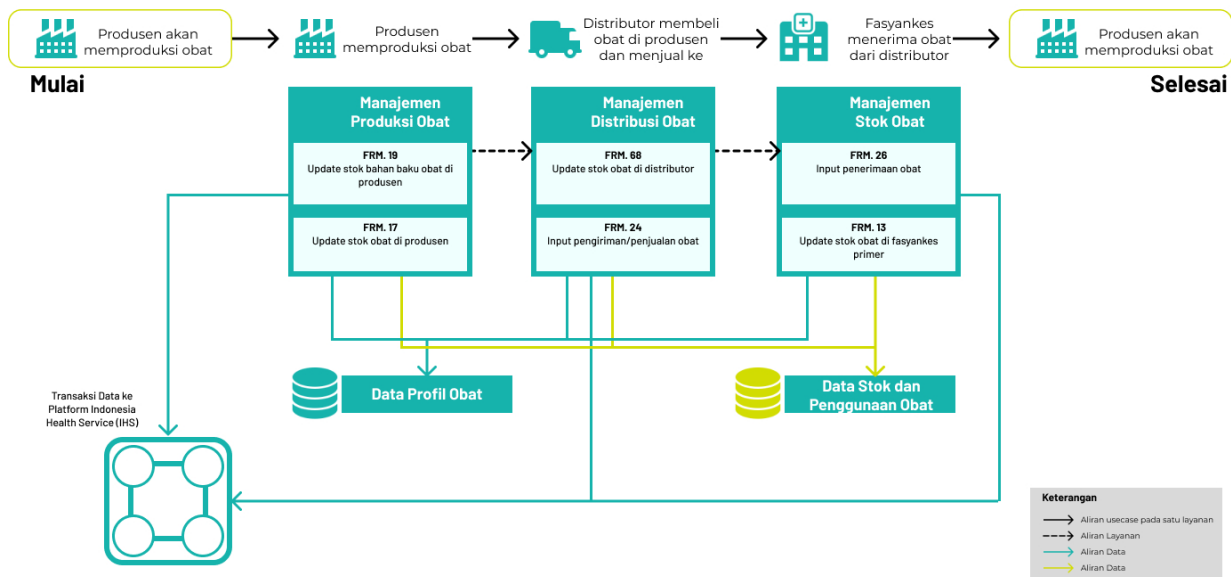 Produsen akan
memproduksi obat
Produsen
memproduksi obat
Distributor membeli
obat di produsen
dan menjual ke
Fasyankes
menerima obat
dari distributor
Produsen akan
memproduksi obat
Mulai
Selesai
Manajemen
Produksi Obat
FRM. 19
Update stok bahan baku obat di
produsen
FRM. 17
Update stok obat di produsen
Manajemen
Distribusi Obat
FRM. 68
Update stok obat di distributor
FRM. 24
Input pengiriman/penjualan obat
Manajemen
Stok Obat
FRM. 26
Input penerimaan obat
FRM. 13
Update stok obat di fasyankes
primer
Data Profil Obat
Data Stok dan
Penggunaan Obat
Transaksi Data ke
Platform Indonesia
Health Service (IHS)
Keterangan
Aliran usecase pada satu layanan
Aliran Layanan
Aliran Data
Aliran Data